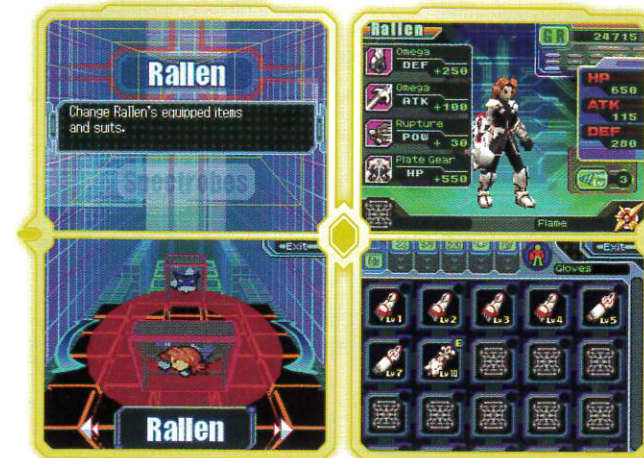 Rallen
Change Rallen's equipped items
and suits.
Spectrobes
Exit
Rallen
Rallen
GR 24715
Omega
DEF +250
Omega
ATK +100
Rupture
POW + 30
Plate Gear
HP +550
HP
650
ATK
115
DEF
280
3
Flame
Exit
Gloves
Lv 1 Lv 2 Lv 3 Lv 4 Lv 5
E
Lv 7 Lv 10